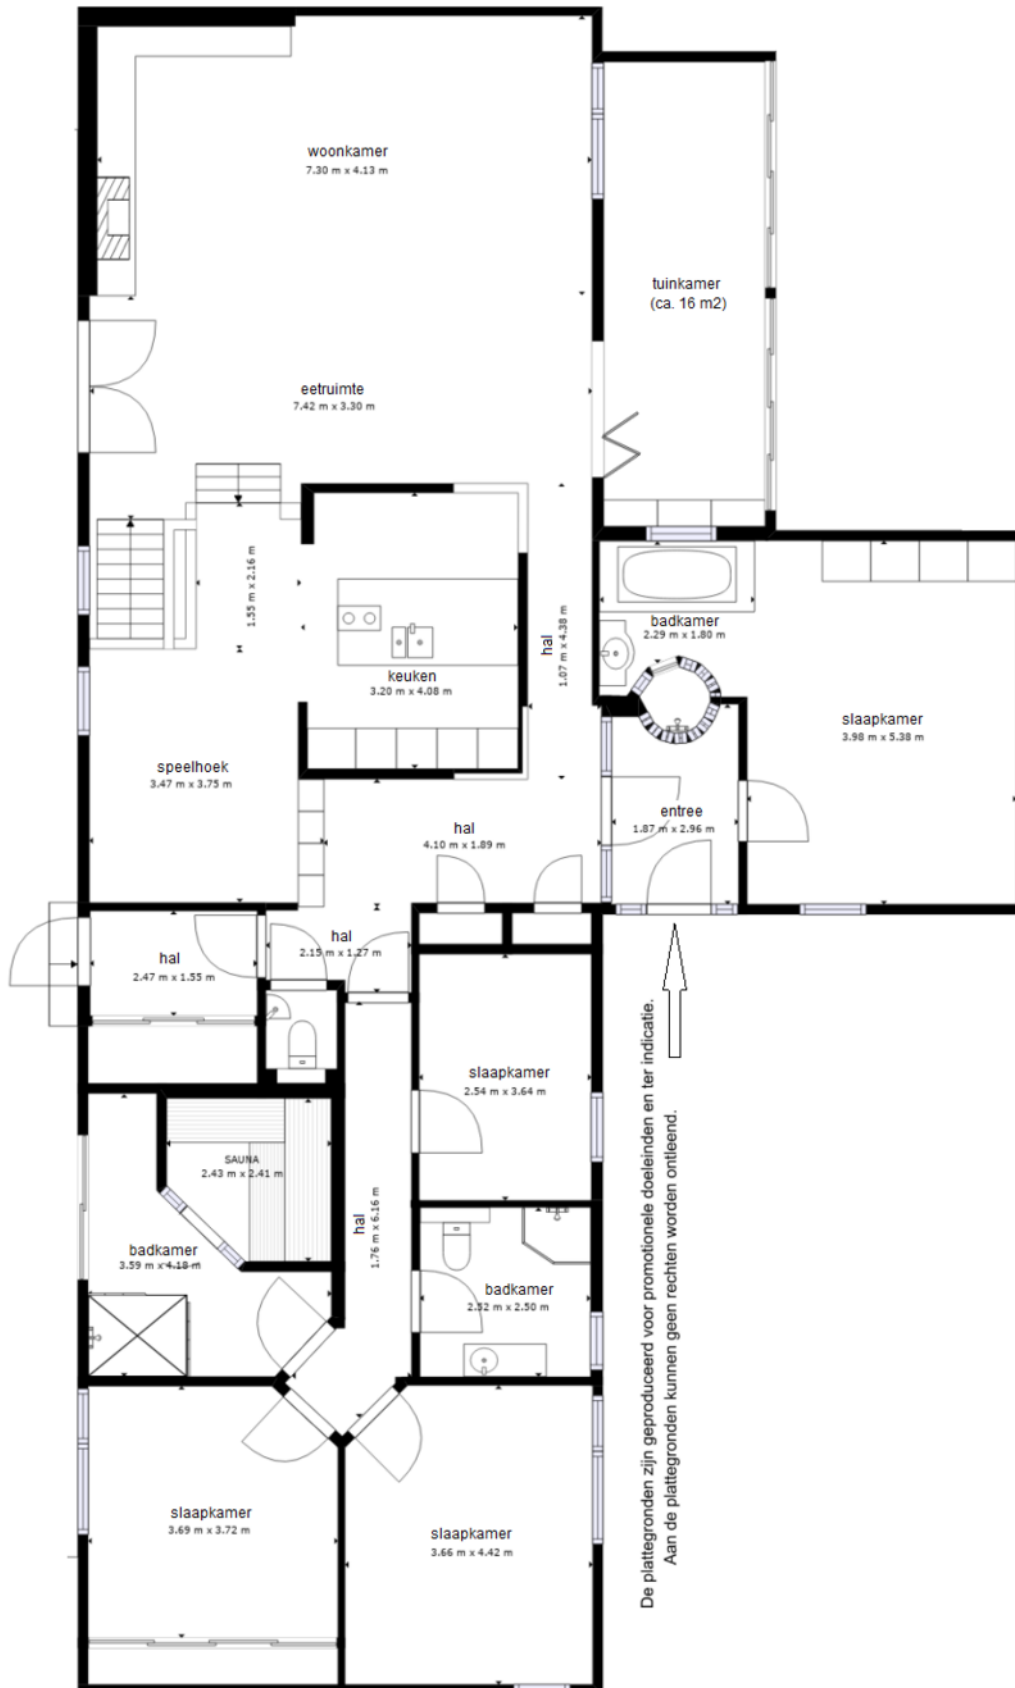 woonkamer
7.30 m x 4.13 m
tuinkamer
(ca. 16 m2)
eetruimte
7.42 m x 3.30 m
1.55 m x 2.16 m
keuken
3.20 m x 4.08 m
hal
1.07 m x 4.38 m
badkamer
2.29 m x 1.80 m
slaapkamer
3.98 m x 5.38 m
speelhoek
3.47 m x 3.75 m
hal
4.10 m x 1.89 m
entree
1.87 m x 2.96 m
hal
2.15 m x 1.27 m
hal
2.47 m x 1.55 m
slaapkamer
2.54 m x 3.64 m
SAUNA
2.43 m x 2.41 m
hal
1.76 m x 6.16 m
badkamer
3.59 m x 4.18 m
badkamer
2.52 m x 2.50 m
slaapkamer
3.69 m x 3.72 m
slaapkamer
3.66 m x 4.42 m
De plattegronden zijn geproduceerd voor promotionele doeleinden en ter indicatie.
Aan de plattegronden kunnen geen rechten worden ontleend.